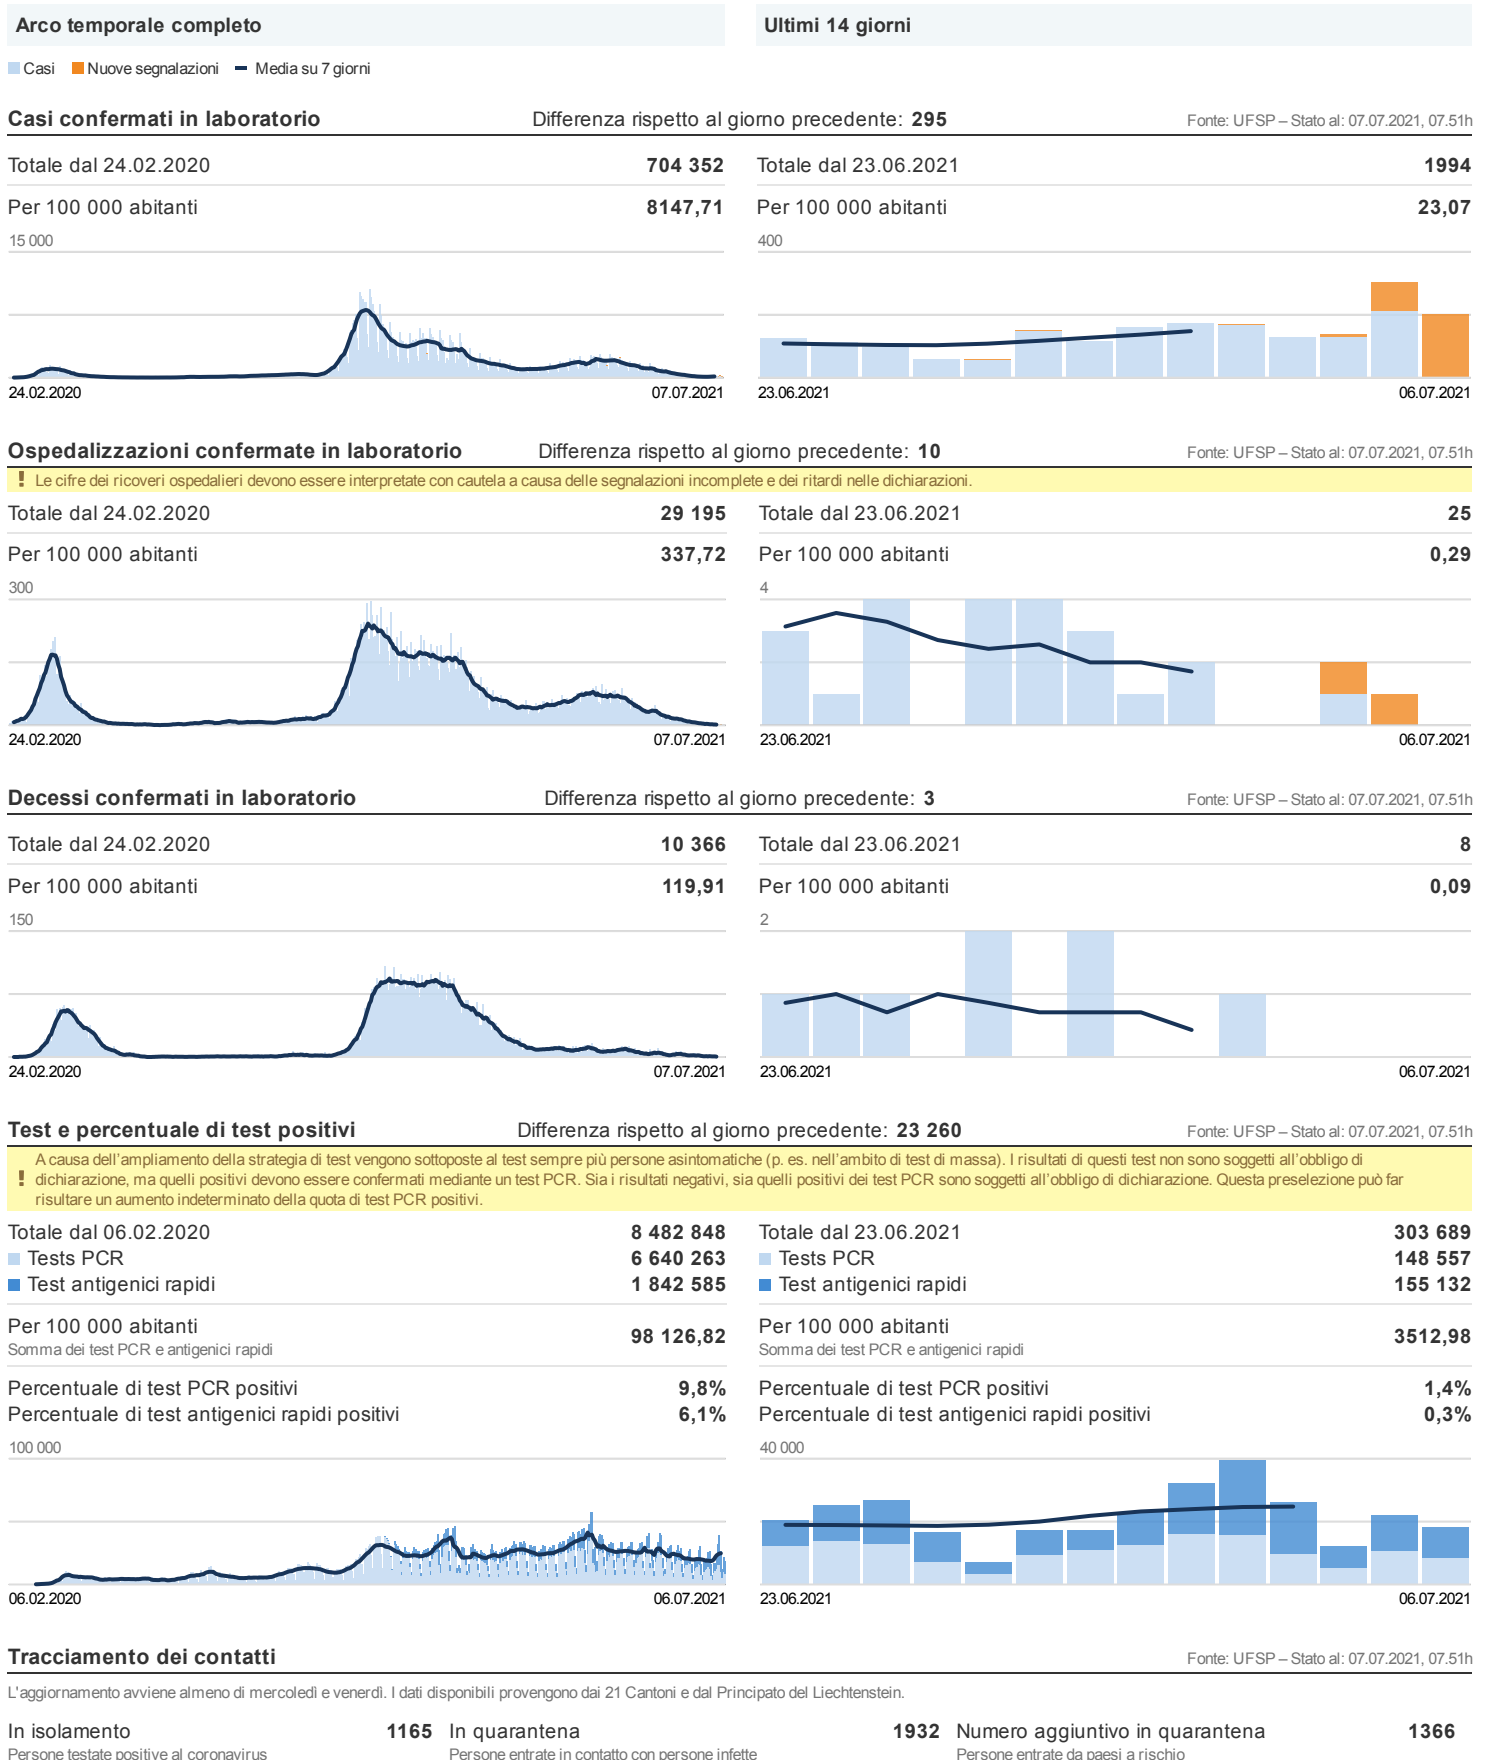 Arco temporale completo
Ultimi 14 giorni
Casi Nuove segnalazioni Media su 7 giorni
Casi confermati in laboratorio Differenza rispetto al giorno precedente: 295 Fonte: UFSP – Stato al: 07.07.2021, 07.51h
Totale dal 24.02.2020 704 352
Per 100 000 abitanti 8147,71
15 000
24.02.2020 07.07.2021
Totale dal 23.06.2021 1994
Per 100 000 abitanti 23,07
400
23.06.2021 06.07.2021
Ospedalizzazioni confermate in laboratorio Differenza rispetto al giorno precedente: 10 Fonte: UFSP – Stato al: 07.07.2021, 07.51h
! Le cifre dei ricoveri ospedalieri devono essere interpretate con cautela a causa delle segnalazioni incomplete e dei ritardi nelle dichiarazioni.
Totale dal 24.02.2020 29 195
Per 100 000 abitanti 337,72
300
24.02.2020 07.07.2021
Totale dal 23.06.2021 25
Per 100 000 abitanti 0,29
4
23.06.2021 06.07.2021
Decessi confermati in laboratorio Differenza rispetto al giorno precedente: 3 Fonte: UFSP – Stato al: 07.07.2021, 07.51h
Totale dal 24.02.2020 10 366
Per 100 000 abitanti 119,91
150
24.02.2020 07.07.2021
Totale dal 23.06.2021 8
Per 100 000 abitanti 0,09
2
23.06.2021 06.07.2021
Test e percentuale di test positivi Differenza rispetto al giorno precedente: 23 260 Fonte: UFSP – Stato al: 07.07.2021, 07.51h
A causa dell'ampliamento della strategia di test vengono sottoposte al test sempre più persone asintomatiche (p. es. nell'ambito di test di massa). I risultati di questi test non sono soggetti all'obbligo di
! dichiarazione, ma quelli positivi devono essere confermati mediante un test PCR. Sia i risultati negativi, sia quelli positivi dei test PCR sono soggetti all'obbligo di dichiarazione. Questa preselezione può far
risultare un aumento indeterminato della quota di test PCR positivi.
Totale dal 06.02.2020 8 482 848
Tests PCR 6 640 263
Test antigenici rapidi 1 842 585
Per 100 000 abitanti 98 126,82
Somma dei test PCR e antigenici rapidi
Percentuale di test PCR positivi 9,8%
Percentuale di test antigenici rapidi positivi 6,1%
100 000
06.02.2020 06.07.2021
Totale dal 23.06.2021 303 689
Tests PCR 148 557
Test antigenici rapidi 155 132
Per 100 000 abitanti 3512,98
Somma dei test PCR e antigenici rapidi
Percentuale di test PCR positivi 1,4%
Percentuale di test antigenici rapidi positivi 0,3%
40 000
23.06.2021 06.07.2021
Tracciamento dei contatti Fonte: UFSP – Stato al: 07.07.2021, 07.51h
L'aggiornamento avviene almeno di mercoledì e venerdì. I dati disponibili provengono dai 21 Cantoni e dal Principato del Liechtenstein.
In isolamento 1165
Persone testate positive al coronavirus
In quarantena 1932
Persone entrate in contatto con persone infette
Numero aggiuntivo in quarantena 1366
Persone entrate da paesi a rischio